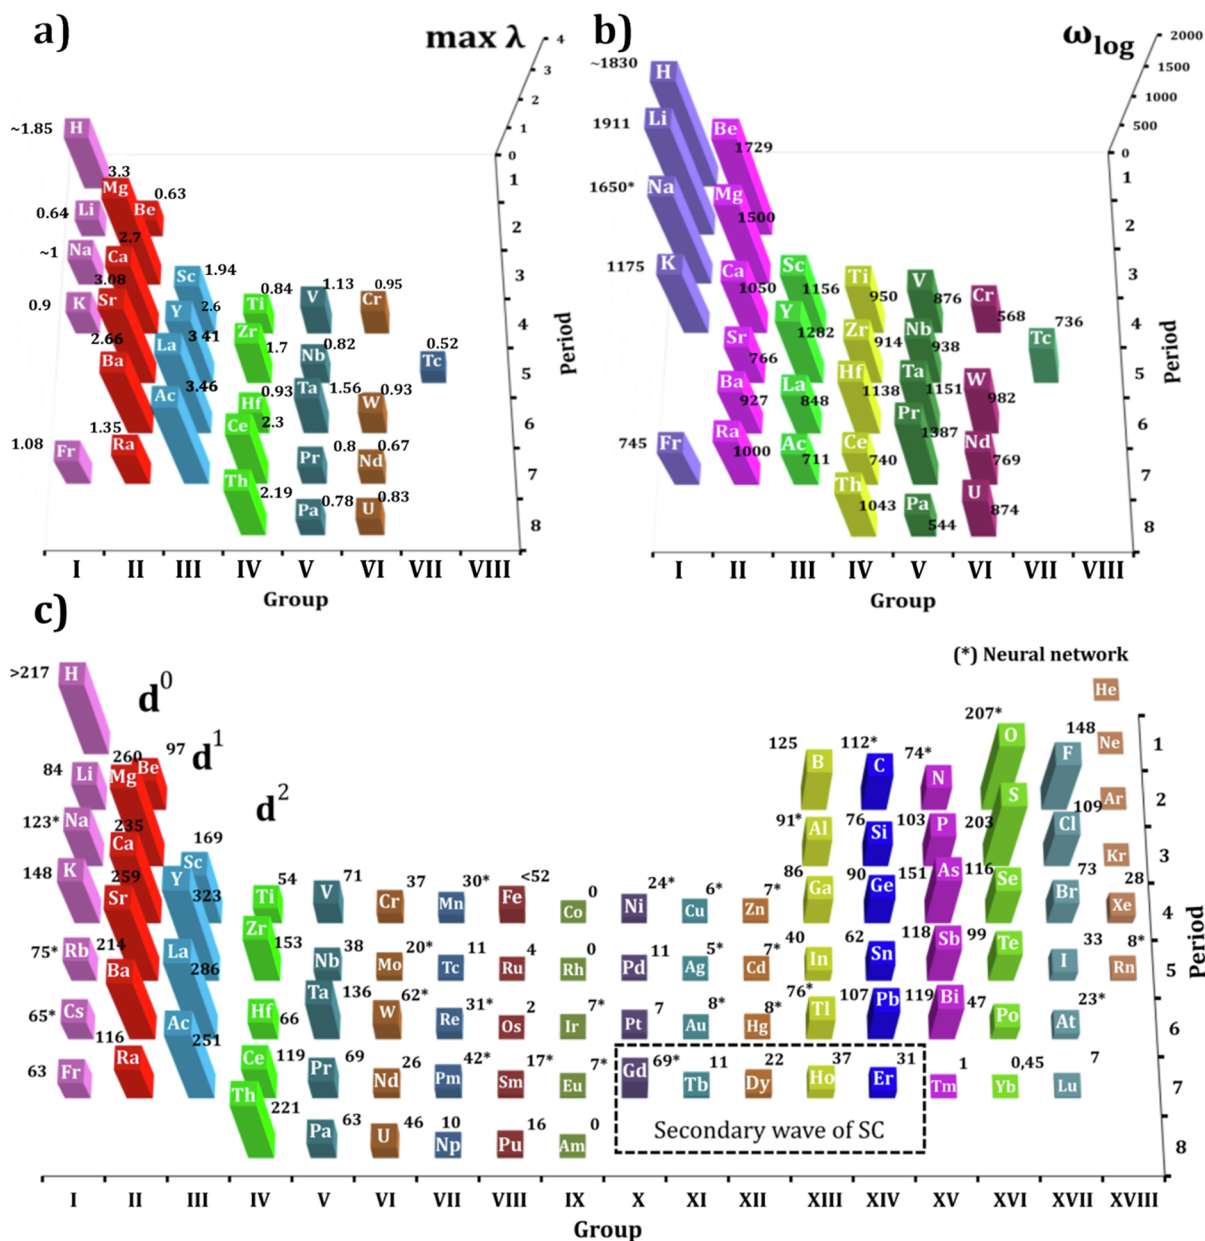 a)
max λ
4
3
2
1
0
~1.85 H
3.3
Mg 0.63
0.64 Li Be
2.7
~1 Na Ca 1.94
3.08 Sc
0.9 K Sr Y 2.6 0.84 Ti 1.13 V 0.95 Cr
2.66 La 3 41 Zr 1.7 0.82 Nb 0.52 Tc
Ba Ac 3.46 0.93 Hf 1.56 Ta 0.93 W
1.35 Ce 2.3
1.08 Fr Ra 0.8 Pr 0.67 Nd
Th 2.19 0.78 Pa 0.83 U
1
2
3
4
5
6
7
8
Period
I II III IV V VI VII VIII
Group
b)
ωlog
2000
1500
1000
500
0
~1830 H
1911 Li Be 1729
1650* Na Mg 1500
1175 K Ca 1050 Sc 1156 Ti 950 V 876 Cr 568
Sr 766 Y 1282 Zr 914 Nb 938 Tc 736
Ba 927 La 848 Hf 1138 Ta 1151 W 982
745 Fr Ra 1000 Ac 711 Ce 740 Pr 1387 Nd 769
Th 1043 Pa 544 U 874
1
2
3
4
5
6
7
8
Period
I II III IV V VI VII VIII
Group
c)
(*) Neural network
d0
d1
d2
>217 H He
84 Li Be 97 125 B 112* C 74* N 207* O 148 F Ne
123* Na 260 Mg 91* Al 76 Si 103 P 203 S 109 Cl Ar
148 K 235 Ca 169 Sc 54 Ti 71 V 37 Cr 30* Mn <52 Fe 0 Co 24* Ni 6* Cu 7* Zn 86 Ga 90 Ge 151 As 116 Se 73 Br Kr
75* Rb 259 Sr 323 Y 153 Zr 38 Nb 20* Mo 11 Tc 4 Ru 0 Rh 11 Pd 5* Ag 7* Cd 40 In 62 Sn 118 Sb 99 Te 33 I 28 Xe
65* Cs 214 Ba 286 La 66 Hf 136 Ta 62* W 31* Re 2 Os 7* Ir 7 Pt 8* Au 8* Hg 76* Tl 107 Pb 119 Bi 47 Po 23* At 8* Rn
63 Fr 116 Ra 251 Ac 119 Ce 69 Pr 26 Nd 42* Pm 17* Sm 7* Eu 69* Gd 11 Tb 22 Dy 37 Ho 31 Er 1 Tm 0,45 Yb 7 Lu
221 Th 63 Pa 46 U 10 Np 16 Pu 0 Am
Secondary wave of SC
1
2
3
4
5
6
7
8
Period
I II III IV V VI VII VIII IX X XI XII XIII XIV XV XVI XVII XVIII
Group